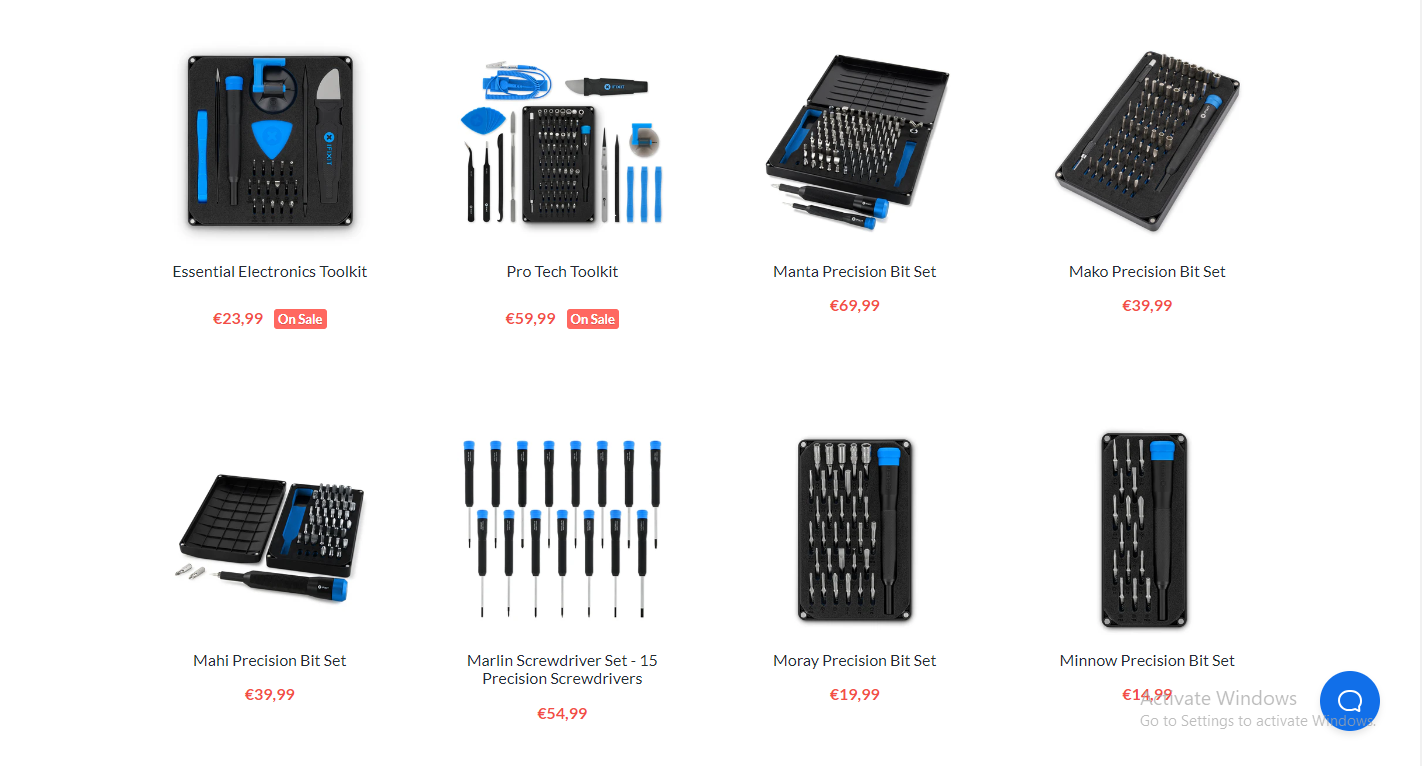 IFIXIT
IFIXIT
Essential Electronics Toolkit
Pro Tech Toolkit
Manta Precision Bit Set
Mako Precision Bit Set
€23,99 On Sale
€59,99 On Sale
€69,99
€39,99
Mahi Precision Bit Set
Marlin Screwdriver Set - 15
Precision Screwdrivers
Moray Precision Bit Set
Minnow Precision Bit Set
€39,99
€54,99
€19,99
€14,99
Activate Windows
Go to Settings to activate Windows.